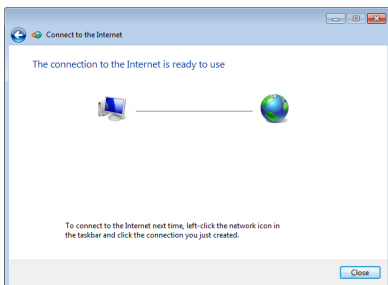 Connect to the Internet
The connection to the Internet is ready to use
To connect to the Internet next time, left-click the network icon in
the taskbar and click the connection you just created.
Close